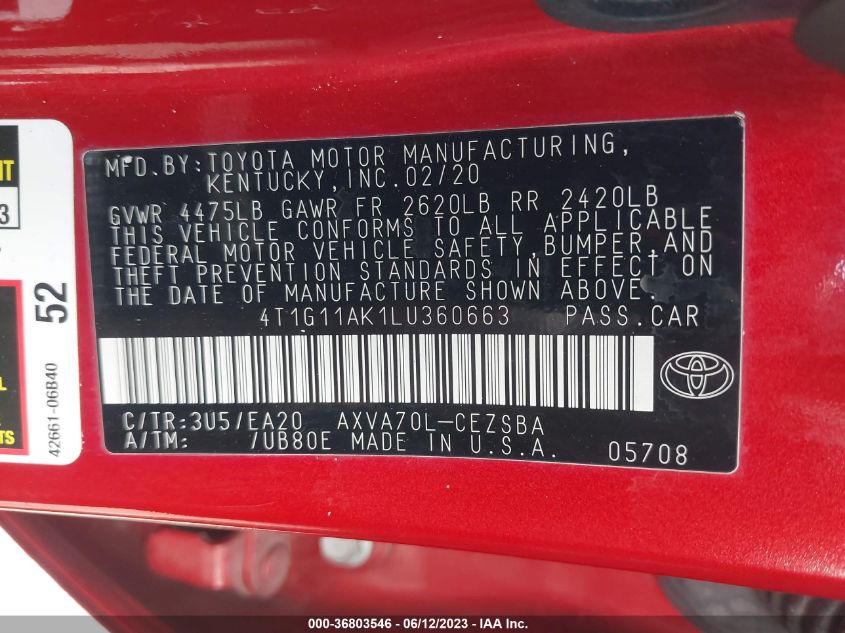 MFD.BY:TOYOTA MOTOR MANUFACTURING,
KENTUCKY,INC.02/20
GVWR 4475LB GAWR FR 2620LB RR 2420LB
THIS VEHICLE CONFORMS TO ALL APPLICABLE
FEDERAL MOTOR VEHICLE SAFETY,BUMPER,AND
THEFT PREVENTION STANDARDS IN EFFECT ON
THE DATE OF MANUFACTURE SHOWN ABOVE.
4T1G11AK1LU360663 PASS.CAR
C/TR:3U5/EA20 AXVA70L-CEZSBA
A/TM: /UB80E MADE IN U.S.A. 05708
NT
3
L
TS
52
42661-06B40
000-36803546 - 06/12/2023 - IAA Inc.